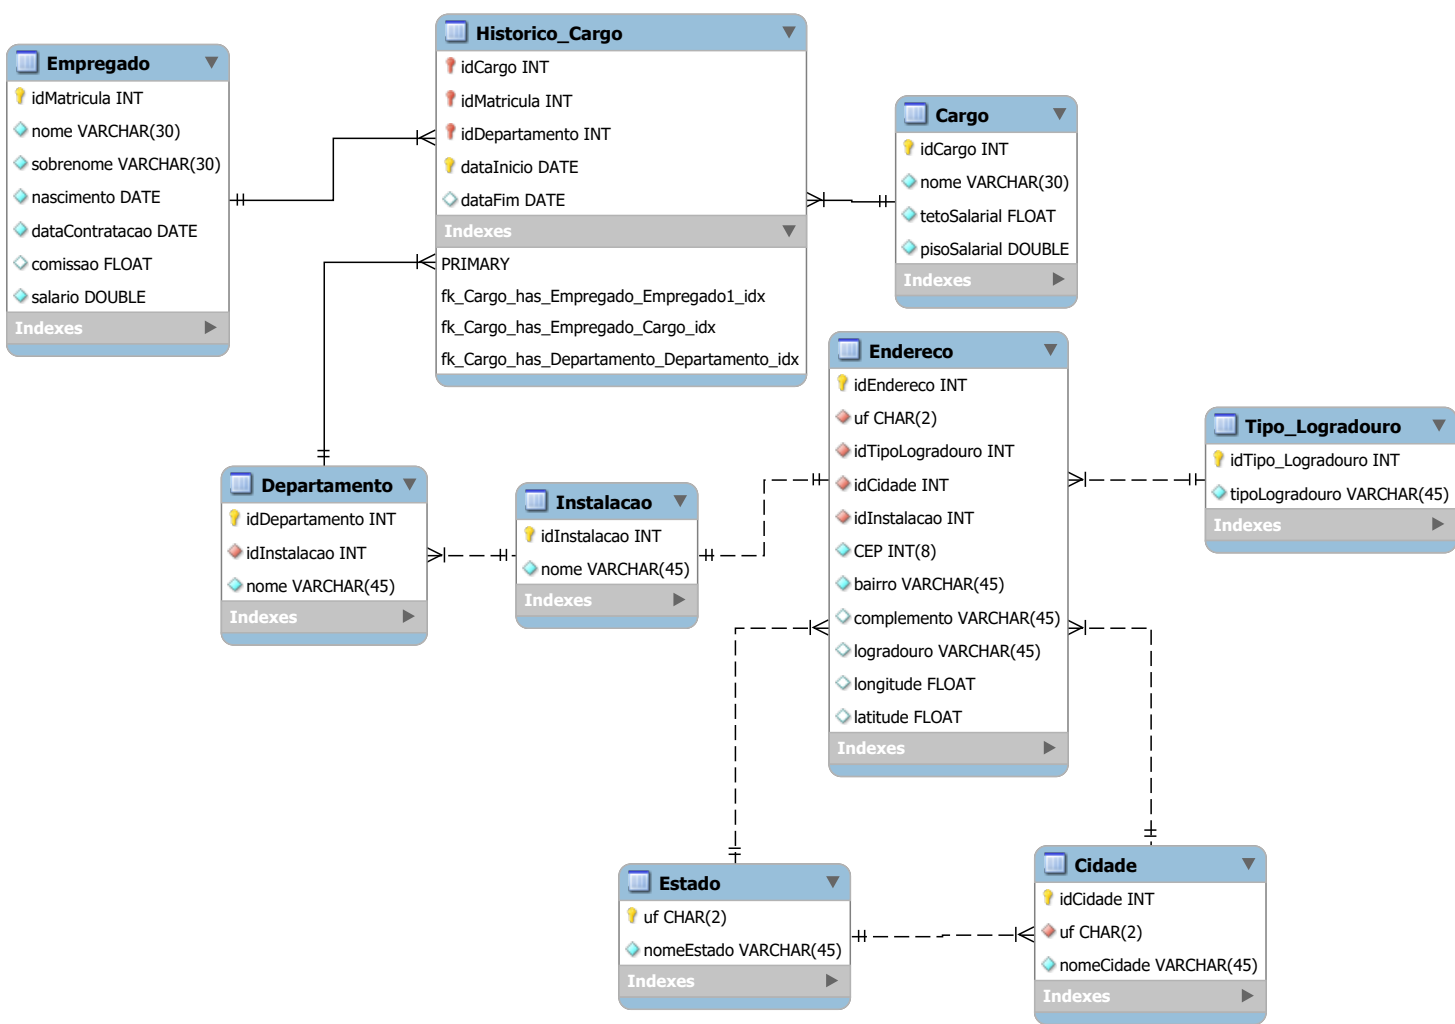 Empregado
idMatricula INT
nome VARCHAR(30)
sobrenome VARCHAR(30)
nascimento DATE
dataContratacao DATE
comissao FLOAT
salario DOUBLE
Indexes
Historico_Cargo
idCargo INT
idMatricula INT
idDepartamento INT
dataInicio DATE
dataFim DATE
Indexes
PRIMARY
fk_Cargo_has_Empregado_Empregado1_idx
fk_Cargo_has_Empregado_Cargo_idx
fk_Cargo_has_Departamento_Departamento_idx
Cargo
idCargo INT
nome VARCHAR(30)
tetoSalarial FLOAT
pisoSalarial DOUBLE
Indexes
Departamento
idDepartamento INT
idInstalacao INT
nome VARCHAR(45)
Indexes
Instalacao
idInstalacao INT
nome VARCHAR(45)
Indexes
Endereco
idEndereco INT
uf CHAR(2)
idTipoLogradouro INT
idCidade INT
idInstalacao INT
CEP INT(8)
bairro VARCHAR(45)
complemento VARCHAR(45)
logradouro VARCHAR(45)
longitude FLOAT
latitude FLOAT
Indexes
Tipo_Logradouro
idTipo_Logradouro INT
tipoLogradouro VARCHAR(45)
Indexes
Estado
uf CHAR(2)
nomeEstado VARCHAR(45)
Indexes
Cidade
idCidade INT
uf CHAR(2)
nomeCidade VARCHAR(45)
Indexes